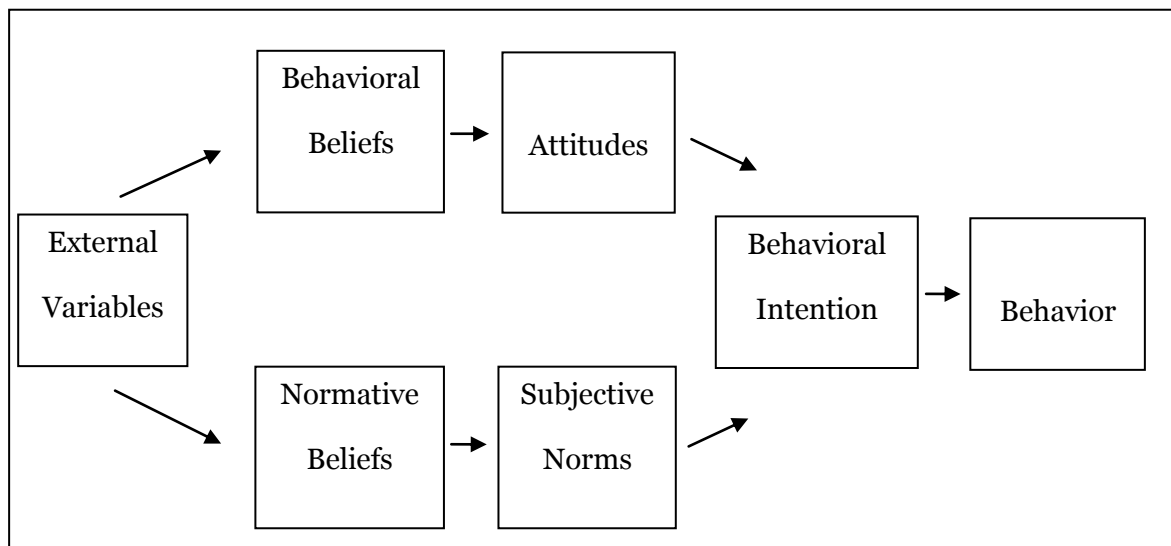 Behavioral
Beliefs
Attitudes
External
Variables
Behavioral
Intention
Behavior
Normative
Beliefs
Subjective
Norms